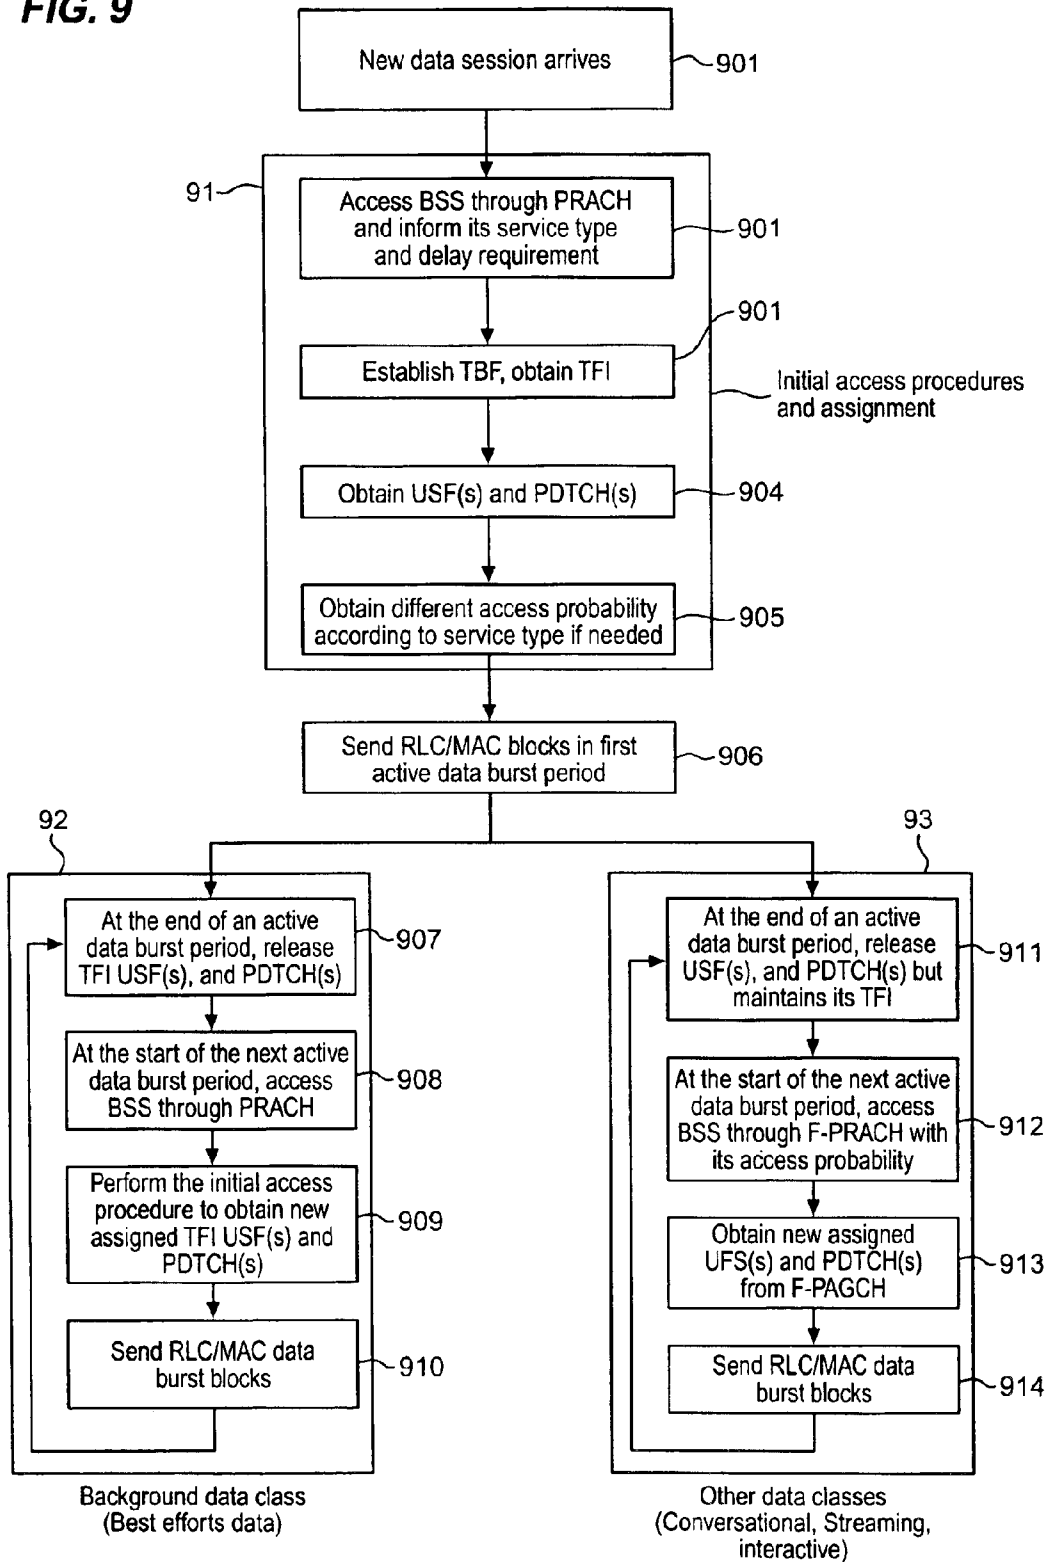 FIG. 9
New data session arrives
901
91
Access BSS through PRACH
and inform its service type
and delay requirement
901
901
Establish TBF, obtain TFI
Initial access procedures
and assignment
Obtain USF(s) and PDTCH(s)
904
Obtain different access probability
according to service type if needed
905
Send RLC/MAC blocks in first
active data burst period
906
92
At the end of an active
data burst period, release
TFI USF(s), and PDTCH(s)
907
At the start of the next active
data burst period, access
BSS through PRACH
908
Perform the initial access
procedure to obtain new
assigned TFI USF(s) and
PDTCH(s)
909
Send RLC/MAC data
burst blocks
910
Background data class
(Best efforts data)
93
At the end of an active
data burst period, release
USF(s), and PDTCH(s) but
maintains its TFI
911
At the start of the next active
data burst period, access
BSS through F-PRACH with
its access probability
912
Obtain new assigned
UFS(s) and PDTCH(s)
from F-PAGCH
913
Send RLC/MAC data
burst blocks
914
Other data classes
(Conversational, Streaming,
interactive)